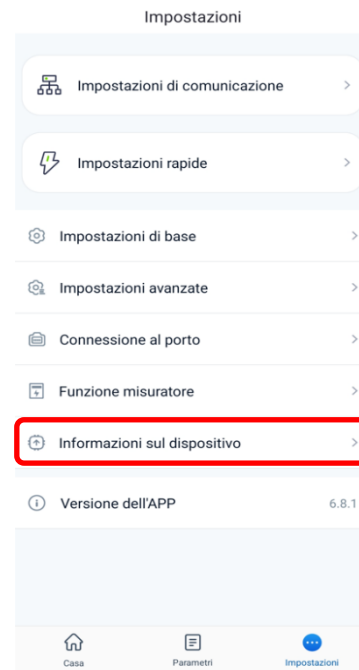 Impostazioni
Impostazioni di comunicazione
Impostazioni rapide
Impostazioni di base
Impostazioni avanzate
Connessione al porto
Funzione misuratore
Informazioni sul dispositivo
Versione dell'APP 6.8.1
Casa Parametri Impostazioni